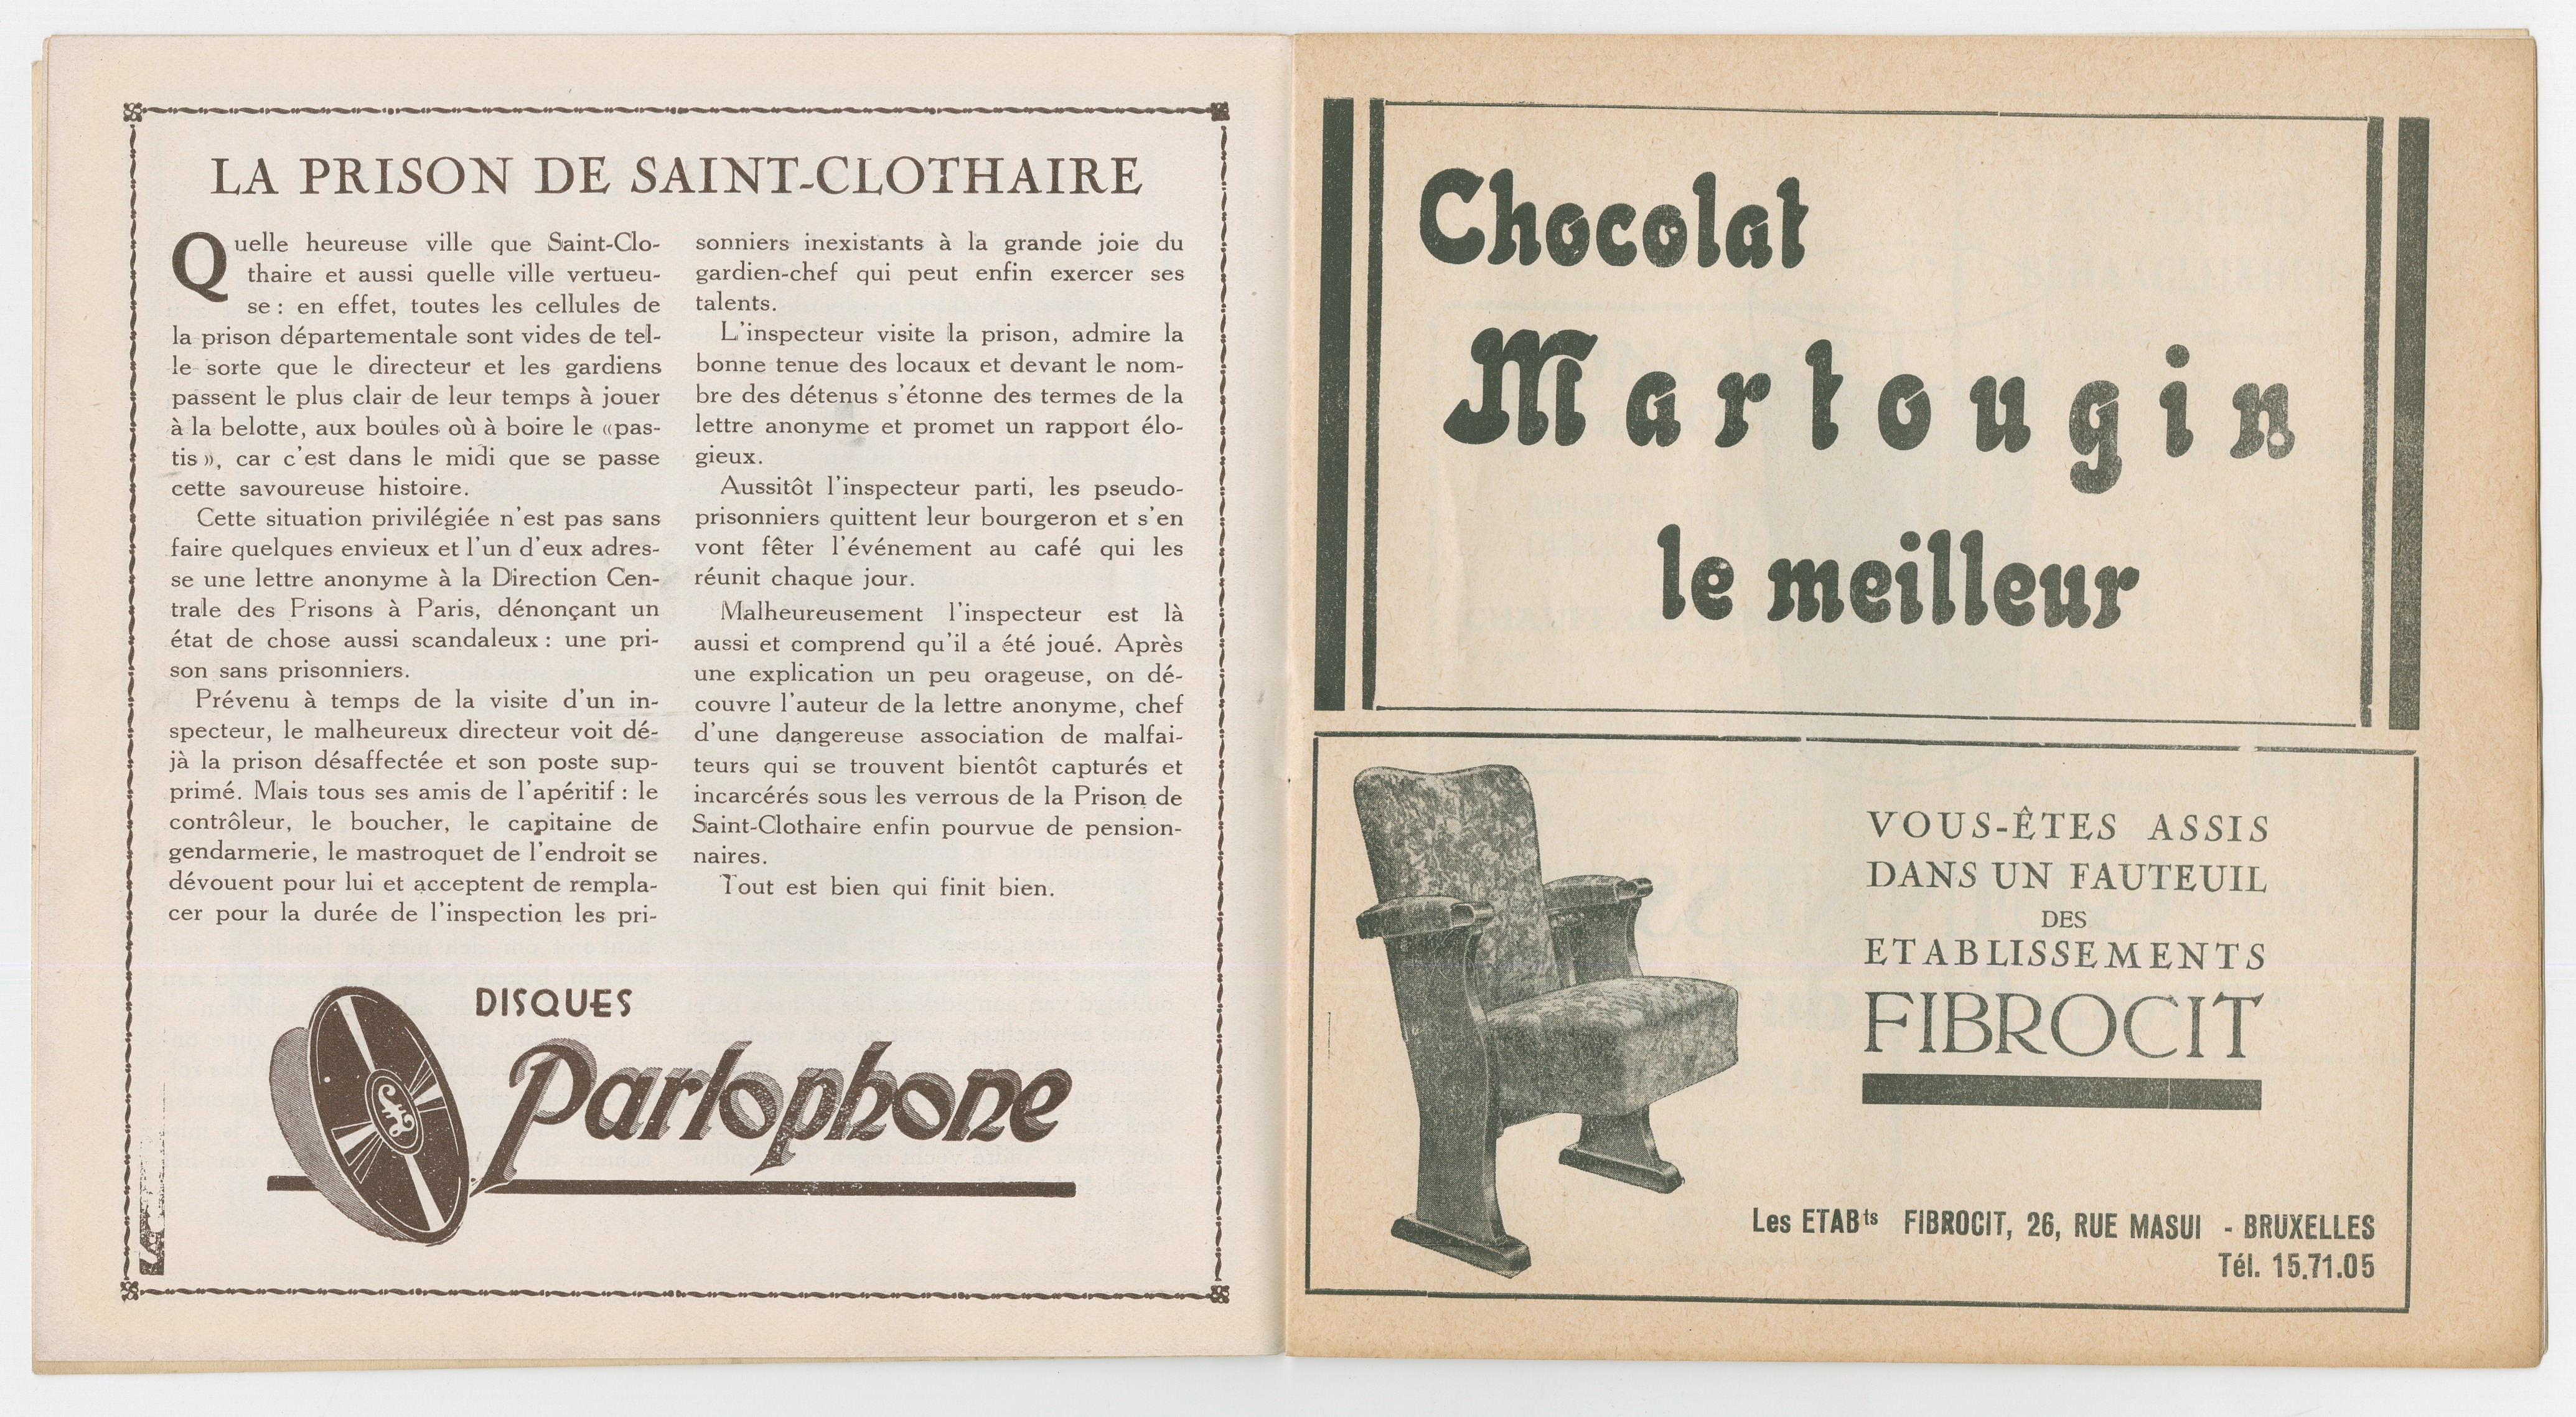 LA PRISON DE SAINT-CLOTHAIRE
Quelle heureuse ville que Saint-Clo-
thaire et aussi quelle ville vertueu-
se : en effet, toutes les cellules de
la prison départementale sont vides de tel-
le sorte que le directeur et les gardiens
passent le plus clair de leur temps à jouer
à la belotte, aux boules où à boire le «pas-
tis», car c'est dans le midi que se passe
cette savoureuse histoire.
Cette situation privilégiée n'est pas sans
faire quelques envieux et l'un d'eux adres-
se une lettre anonyme à la Direction Cen-
trale des Prisons à Paris, dénonçant un
état de chose aussi scandaleux : une pri-
son sans prisonniers.
Prévenu à temps de la visite d'un in-
specteur, le malheureux directeur voit dé-
jà la prison désaffectée et son poste sup-
primé. Mais tous ses amis de l'apéritif : le
contrôleur, le boucher, le capitaine de
gendarmerie, le mastroquet de l'endroit se
dévouent pour lui et acceptent de rempla-
cer pour la durée de l'inspection les pri-
sonniers inexistants à la grande joie du
gardien-chef qui peut enfin exercer ses
talents.
L'inspecteur visite la prison, admire la
bonne tenue des locaux et devant le nom-
bre des détenus s'étonne des termes de la
lettre anonyme et promet un rapport élo-
gieux.
Aussitôt l'inspecteur parti, les pseudo-
prisonniers quittent leur bourgeron et s'en
vont fêter l'événement au café qui les
réunit chaque jour.
Malheureusement l'inspecteur est là
aussi et comprend qu'il a été joué. Après
une explication un peu orageuse, on dé-
couvre l'auteur de la lettre anonyme, chef
d'une dangereuse association de malfai-
teurs qui se trouvent bientôt capturés et
incarcérés sous les verrous de la Prison de
Saint-Clothaire enfin pourvue de pension-
naires.
Tout est bien qui finit bien.
DISQUES
Parlophone
Chocolat
Martougin
le meilleur
VOUS-ÊTES ASSIS
DANS UN FAUTEUIL
DES
ETABLISSEMENTS
FIBROCIT
Les ETABts FIBROCIT, 26, RUE MASUI - BRUXELLES
Tél. 15.71.05